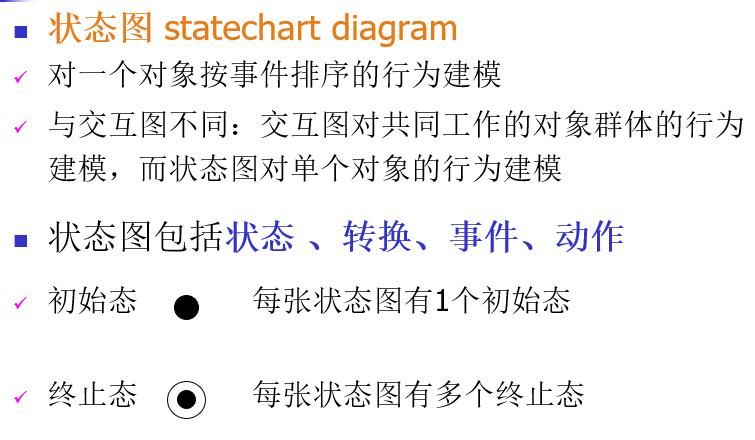 状态图 statechart diagram
对一个对象按事件排序的行为建模
与交互图不同：交互图对共同工作的对象群体的行为
建模，而状态图对单个对象的行为建模
状态图包括状态 、转换、事件、动作
初始态 每张状态图有1个初始态
终止态 每张状态图有多个终止态